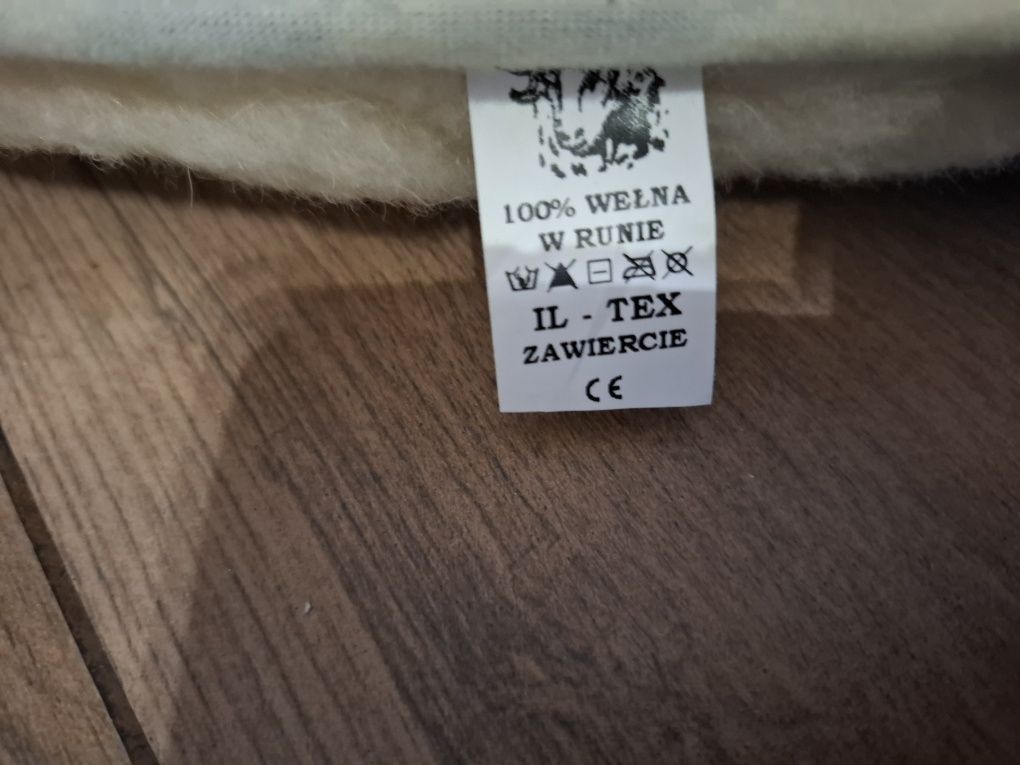 100% WEŁNA
W RUNIE
IL - TEX
ZAWIERCIE
CE